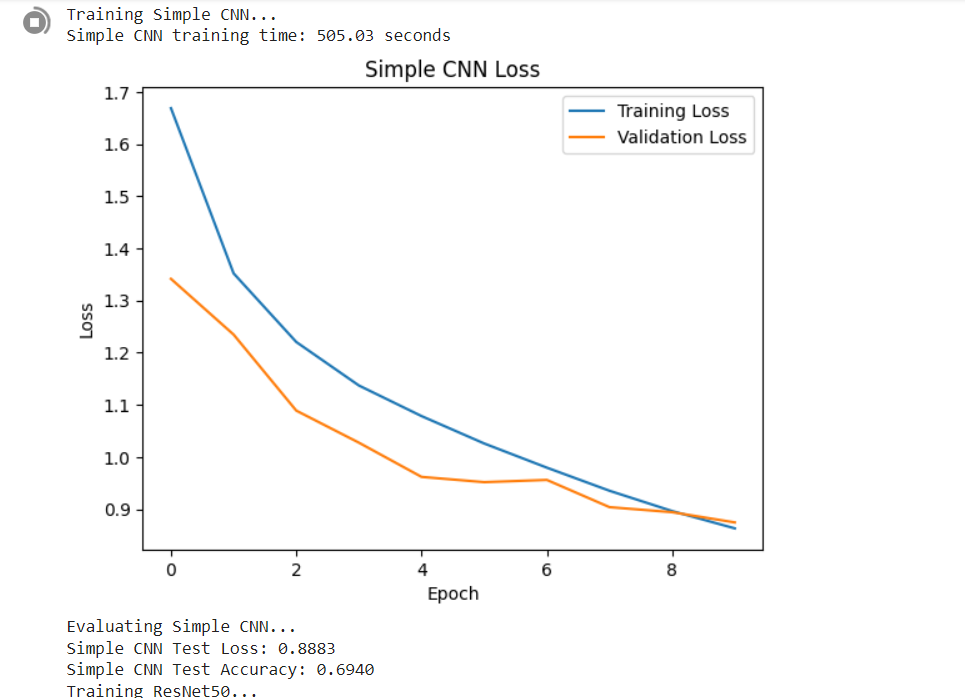 Training Simple CNN...
Simple CNN training time: 505.03 seconds
Simple CNN Loss
1.7
1.6
1.5
1.4
1.3
1.2
1.1
1.0
0.9
Loss
Training Loss
Validation Loss
0 2 4 6 8
Epoch
Evaluating Simple CNN...
Simple CNN Test Loss: 0.8883
Simple CNN Test Accuracy: 0.6940
Training ResNet50...